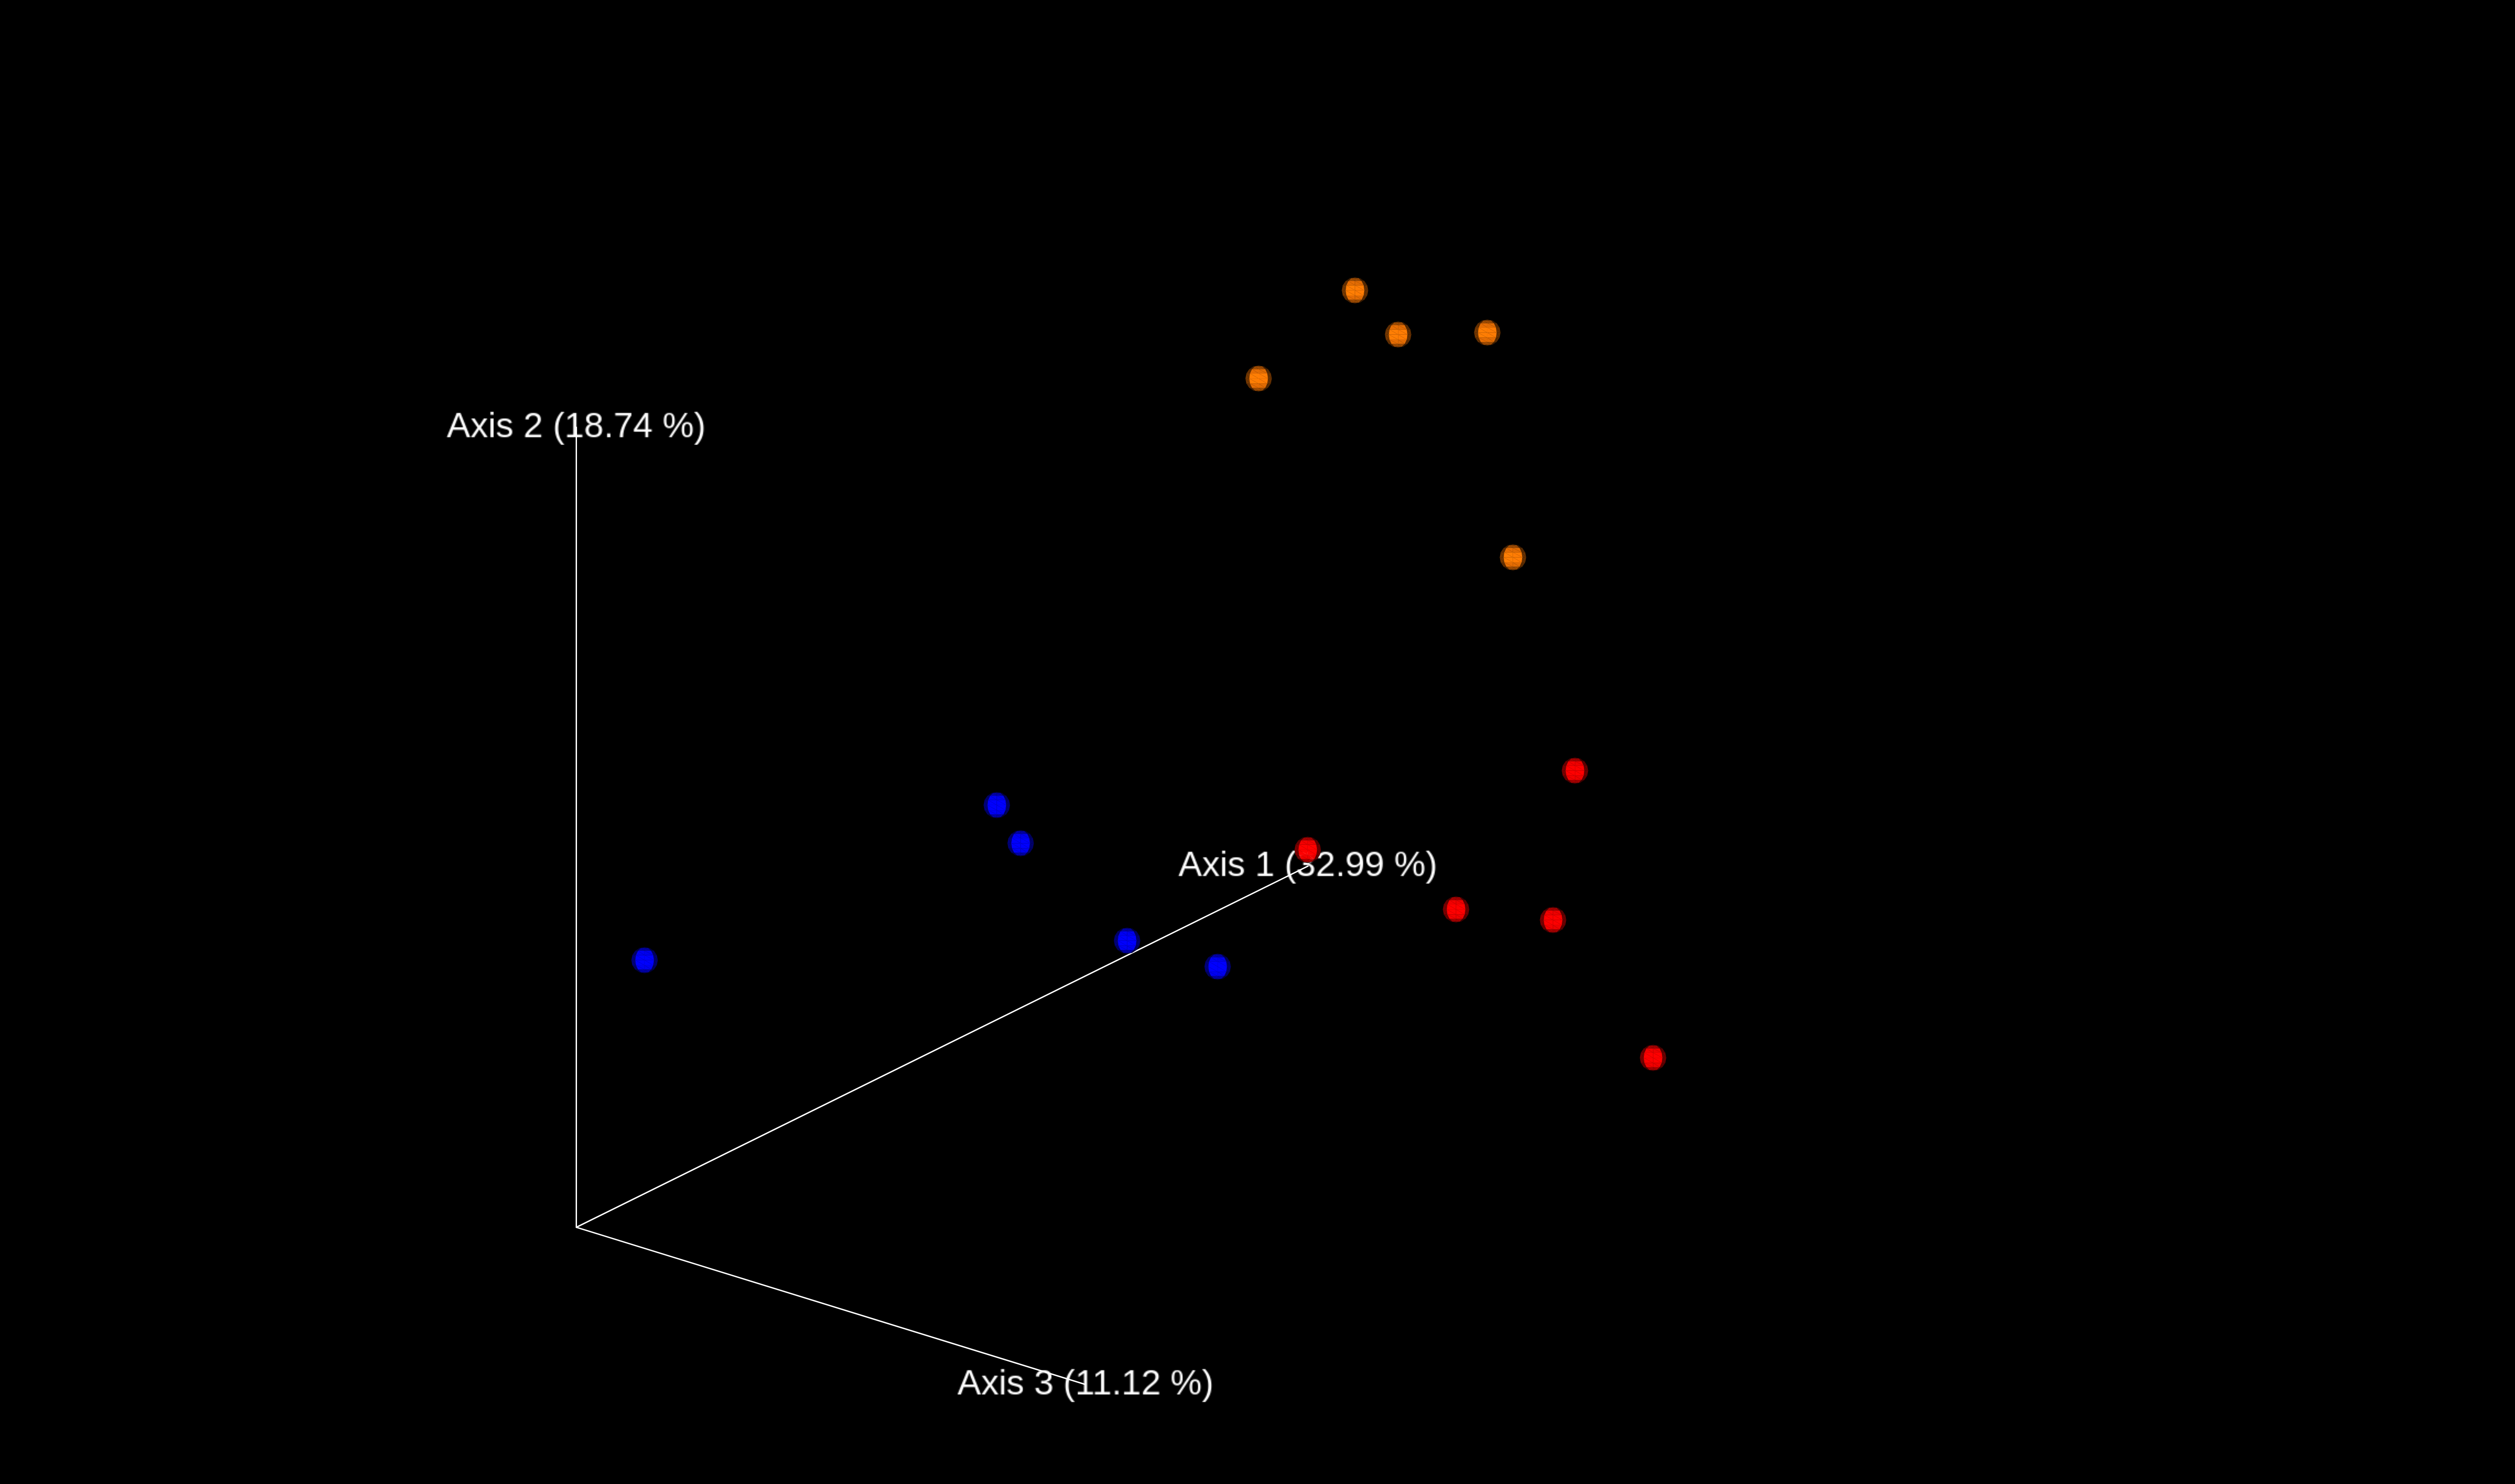 Axis 2 (18.74 %)
Axis 1 (32.99 %)
Axis 3 (11.12 %)